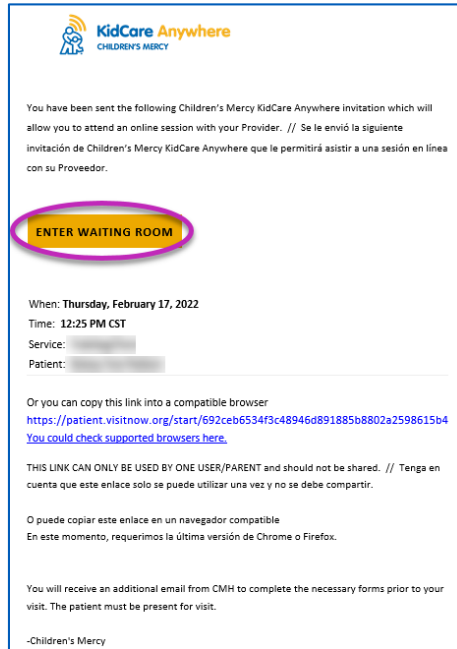 KidCare Anywhere
CHILDREN'S MERCY
You have been sent the following Children's Mercy KidCare Anywhere invitation which will
allow you to attend an online session with your Provider. // Se le envió la siguiente
invitación de Children's Mercy KidCare Anywhere que le permitirá asistir a una sesión en línea
con su Proveedor.
ENTER WAITING ROOM
When: Thursday, February 17, 2022
Time: 12:25 PM CST
Service:
Patient:
Or you can copy this link into a compatible browser
https://patient.visitnow.org/start/692ceb6534f3c48946d891885b8802a2598615b4
You could check supported browsers here.
THIS LINK CAN ONLY BE USED BY ONE USER/PARENT and should not be shared. // Tenga en
cuenta que este enlace solo se puede utilizar una vez y no se debe compartir.
O puede copiar este enlace en un navegador compatible
En este momento, requerimos la última versión de Chrome o Firefox.
You will receive an additional email from CMH to complete the necessary forms prior to your
visit. The patient must be present for visit.
-Children's Mercy